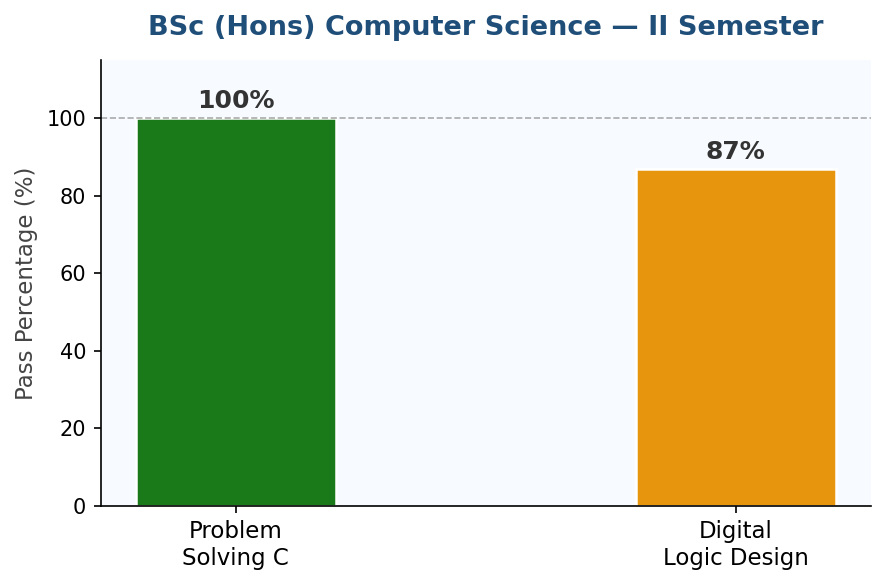 BSc (Hons) Computer Science — II Semester
100%
87%
Pass Percentage (%)
100
80
60
40
20
0
Problem
Solving C
Digital
Logic Design